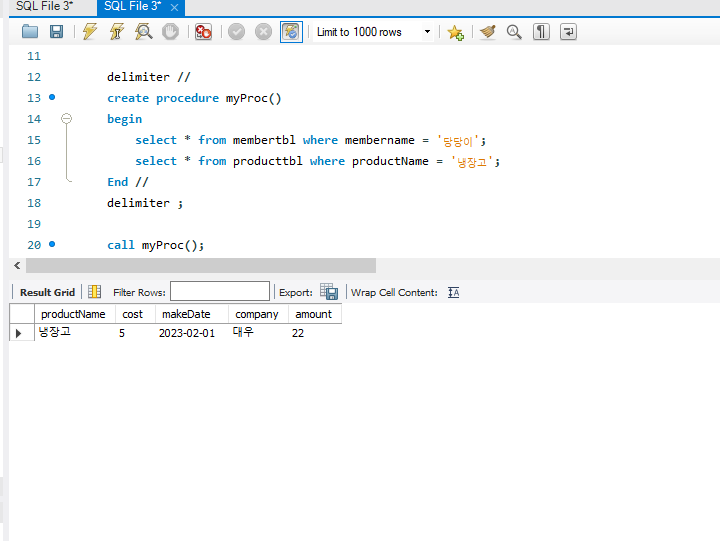 SQL File 3* SQL File 3*
Limit to 1000 rows
11
12 delimiter //
13 create procedure myProc()
14 begin
15 select * from membertbl where membername = '당당이';
16 select * from producttbl where productName = '냉장고';
17 End //
18 delimiter ;
19
20 call myProc();
Result Grid Filter Rows: Export: Wrap Cell Content:
productName cost makeDate company amount
냉장고 5 2023-02-01 대우 22